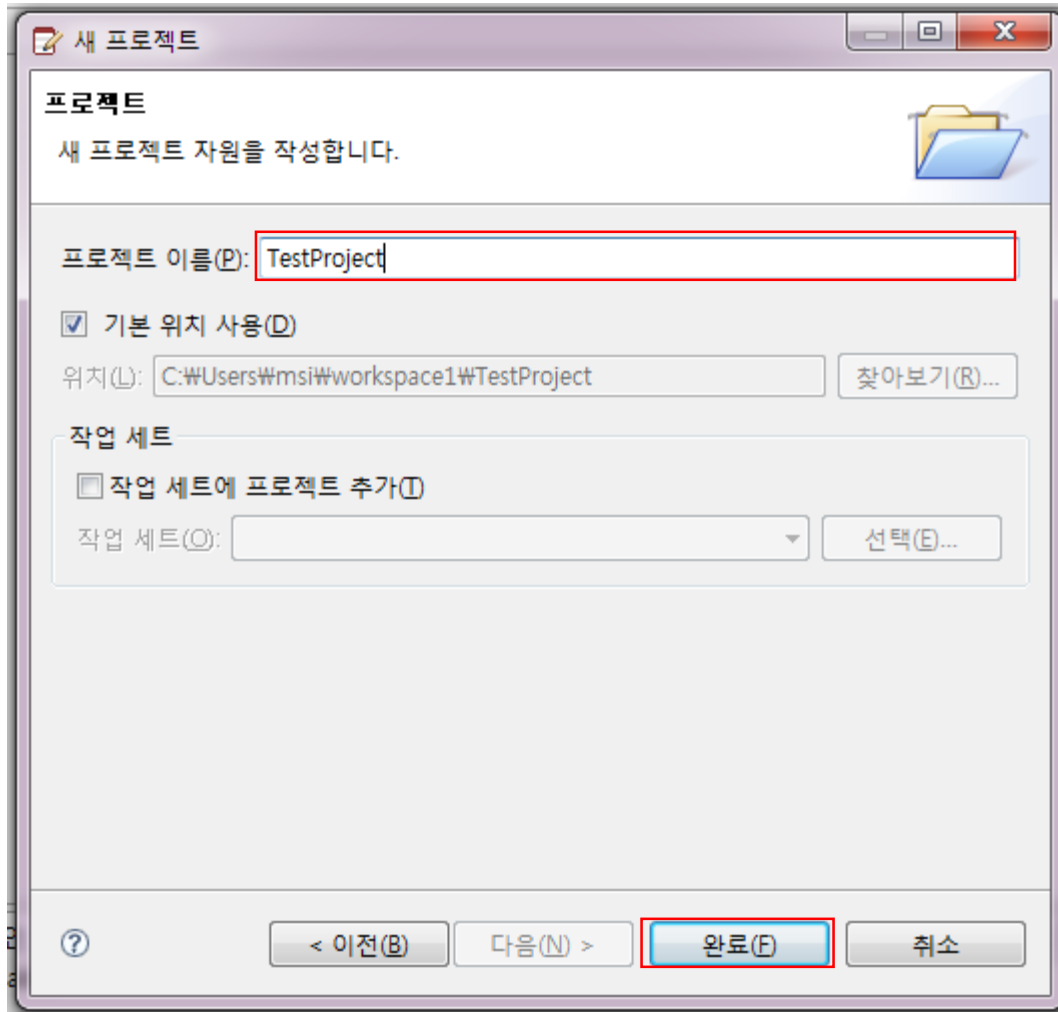 새 프로젝트
프로젝트
새 프로젝트 자원을 작성합니다.
프로젝트 이름(P): TestProject
기본 위치 사용(D)
위치(L): C:₩Users₩msi₩workspace1₩TestProject 찾아보기(R)...
작업 세트
작업 세트에 프로젝트 추가(T)
작업 세트(O): 선택(E)...
< 이전(B) 다음(N) > 완료(F) 취소